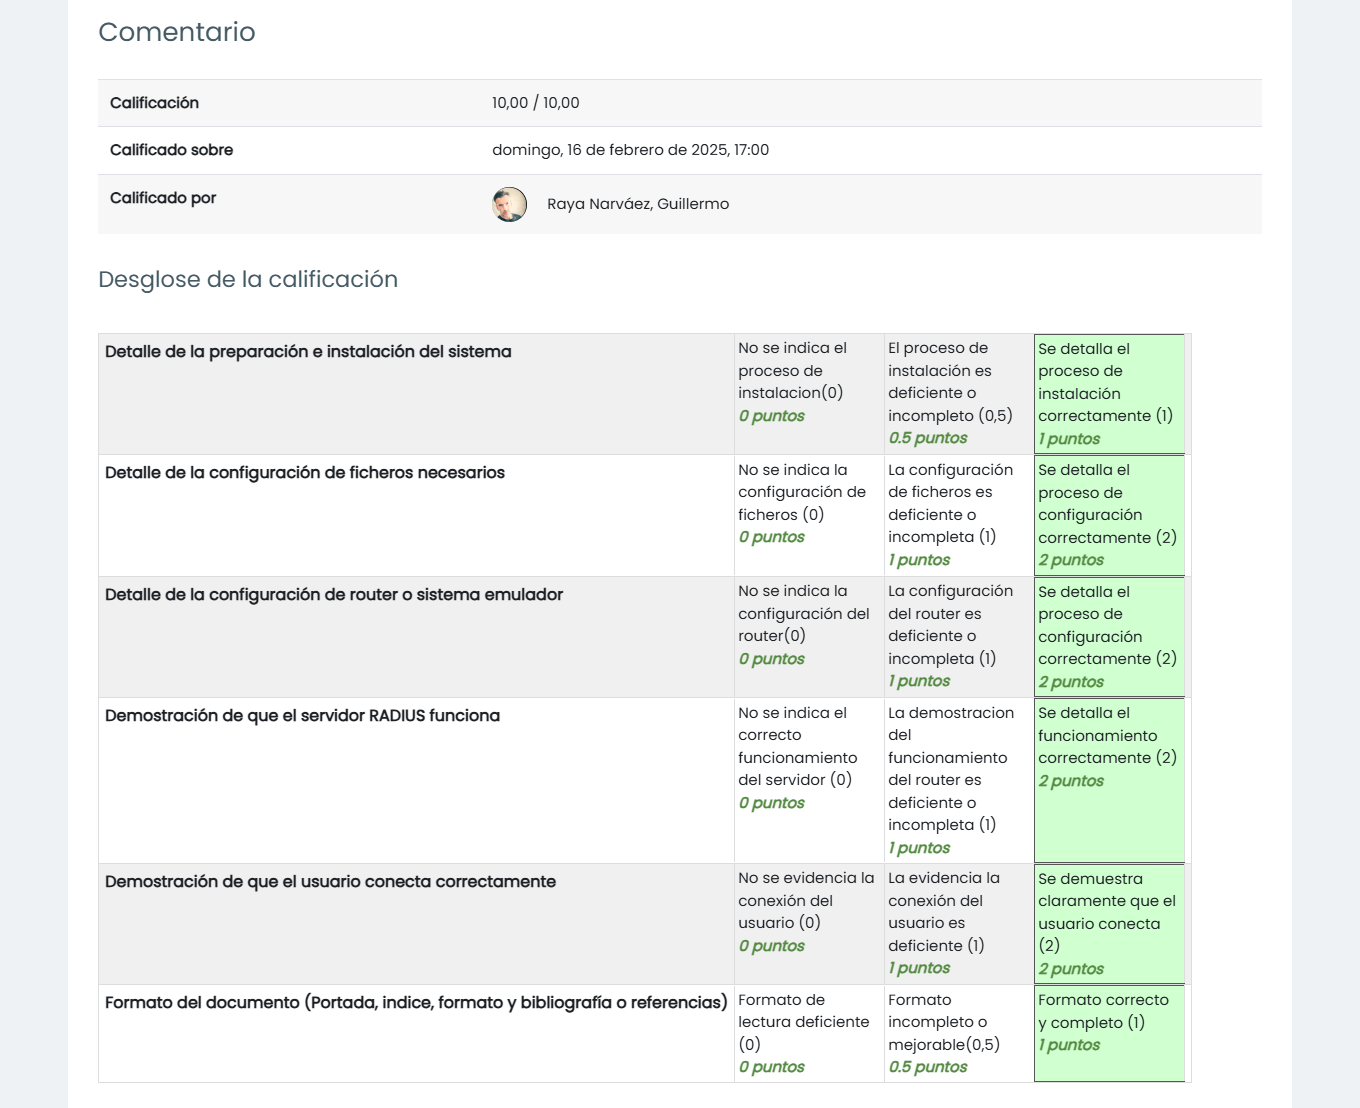 Comentario
Calificación
10,00 / 10,00
Calificado sobre
domingo, 16 de febrero de 2025, 17:00
Calificado por
Raya Narváez, Guillermo
Desglose de la calificación
Detalle de la preparación e instalación del sistema
No se indica el
proceso de
instalacion(0)
0 puntos
El proceso de
instalación es
deficiente o
incompleto (0,5)
0.5 puntos
Se detalla el
proceso de
instalación
correctamente (1)
1 puntos
Detalle de la configuración de ficheros necesarios
No se indica la
configuración de
ficheros (0)
0 puntos
La configuración
de ficheros es
deficiente o
incompleta (1)
1 puntos
Se detalla el
proceso de
configuración
correctamente (2)
2 puntos
Detalle de la configuración de router o sistema emulador
No se indica la
configuración del
router(0)
0 puntos
La configuración
del router es
deficiente o
incompleta (1)
1 puntos
Se detalla el
proceso de
configuración
correctamente (2)
2 puntos
Demostración de que el servidor RADIUS funciona
No se indica el
correcto
funcionamiento
del servidor (0)
0 puntos
La demostracion
del
funcionamiento
del router es
deficiente o
incompleta (1)
1 puntos
Se detalla el
funcionamiento
correctamente (2)
2 puntos
Demostración de que el usuario conecta correctamente
No se evidencia la
conexión del
usuario (0)
0 puntos
La evidencia la
conexión del
usuario es
deficiente (1)
1 puntos
Se demuestra
claramente que el
usuario conecta
(2)
2 puntos
Formato del documento (Portada, indice, formato y bibliografía o referencias)
Formato de
lectura deficiente
(0)
0 puntos
Formato
incompleto o
mejorable(0,5)
0.5 puntos
Formato correcto
y completo (1)
1 puntos